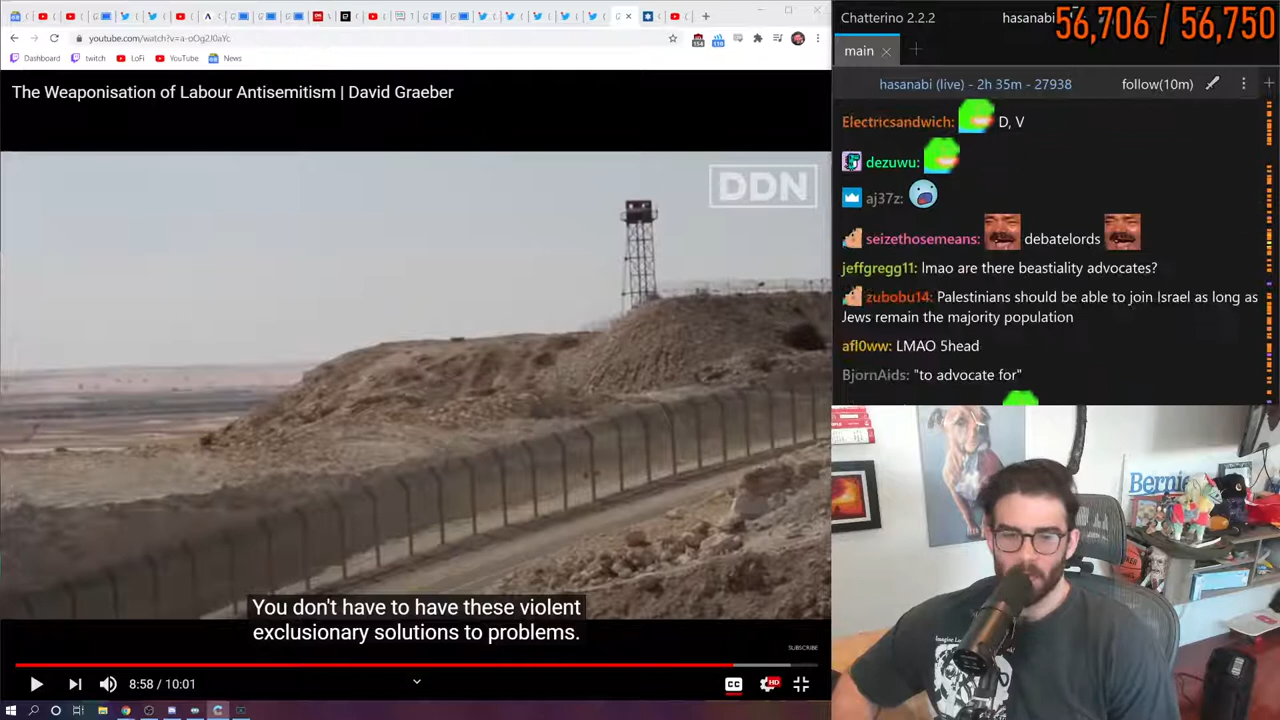 Chatterino 2.2.2
hasanabi
56,706 / 56,750
youtube.com/watch?v=a-oOg2J0aYc
main
Dashboard
twitch
LoFi
YouTube
News
hasanabi (live) - 2h 35m - 27938
follow(10m)
The Weaponisation of Labour Antisemitism | David Graeber
DDN
Electricsandwich: D, V
dezuwu:
aj37z:
seizethosemeans: debatelords
jeffgregg11: lmao are there beastiality advocates?
zubobu14: Palestinians should be able to join Israel as long as
Jews remain the majority population
afl0ww: LMAO 5head
BjornAids: "to advocate for"
Bernie
You don't have to have these violent
exclusionary solutions to problems.
SUBSCRIBE
8:58 / 10:01
CC
HD